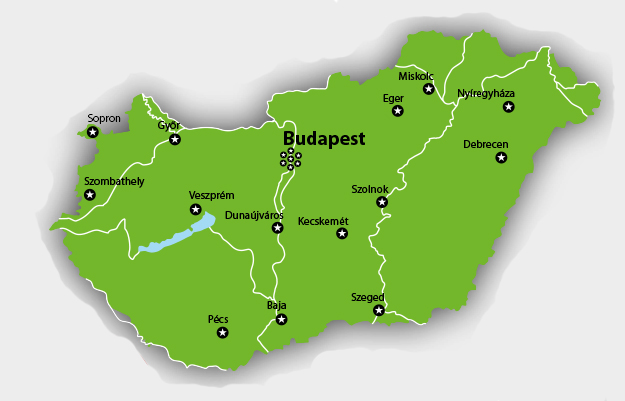 Miskolc
Nyíregyháza
Eger
Sopron
Győr
Budapest
Debrecen
Szombathely
Veszprém
Szolnok
Dunaújváros
Kecskemét
Szeged
Baja
Pécs